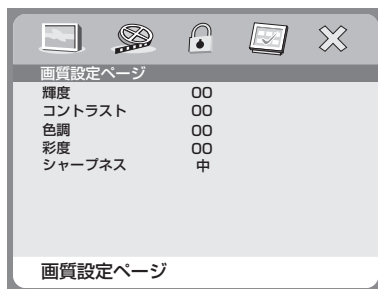 画質設定ページ
輝度 00
コントラスト 00
色調 00
彩度 00
シャープネス 中
画質設定ページ